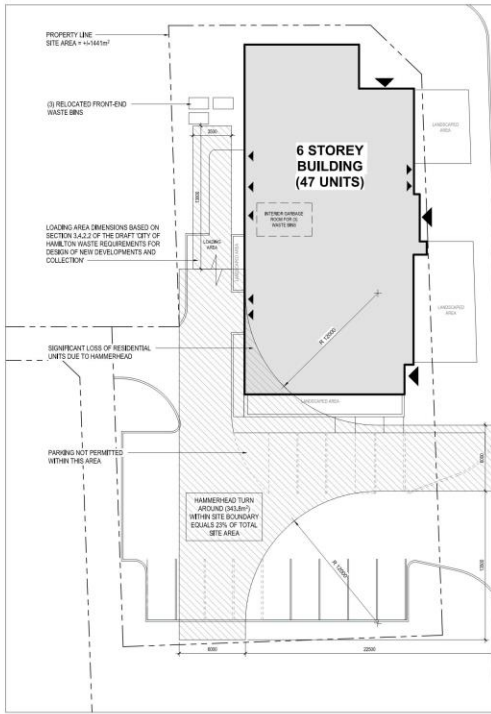 PROPERTY LINE
SITE AREA = +/-1441m²
(3) RELOCATED FRONT-END
WASTE BINS
3500
6 STOREY
BUILDING
(47 UNITS)
LANDSCAPED
AREA
INTERIOR GARBAGE
ROOM FOR (3)
WASTE BINS
LOADING AREA DIMENSIONS BASED ON
SECTION 3.4.2.2 OF THE DRAFT 'CITY OF
HAMILTON WASTE REQUIREMENTS FOR
DESIGN OF NEW DEVELOPMENTS AND
COLLECTION'
LOADING
AREA
LANDSCAPED AREA
LANDSCAPED
AREA
R 12000
SIGNIFICANT LOSS OF RESIDENTIAL
UNITS DUE TO HAMMERHEAD
LANDSCAPED AREA
PARKING NOT PERMITTED
WITHIN THIS AREA
HAMMERHEAD TURN
AROUND (343.8m²)
WITHIN SITE BOUNDARY
EQUALS 23% OF TOTAL
SITE AREA
R 12000
6000
22500